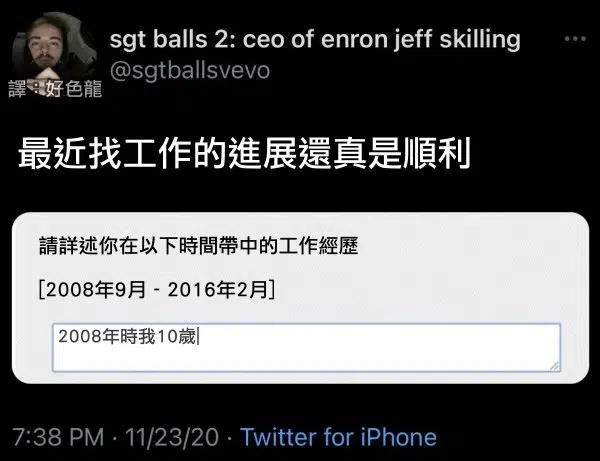 sgt balls 2: ceo of enron jeff skilling
@sgtballsvevo
譯：好色龍
最近找工作的進展還真是順利
請詳述你在以下時間帶中的工作經歷
[2008年9月 - 2016年2月]
2008年時我10歲
7:38 PM · 11/23/20 · Twitter for iPhone